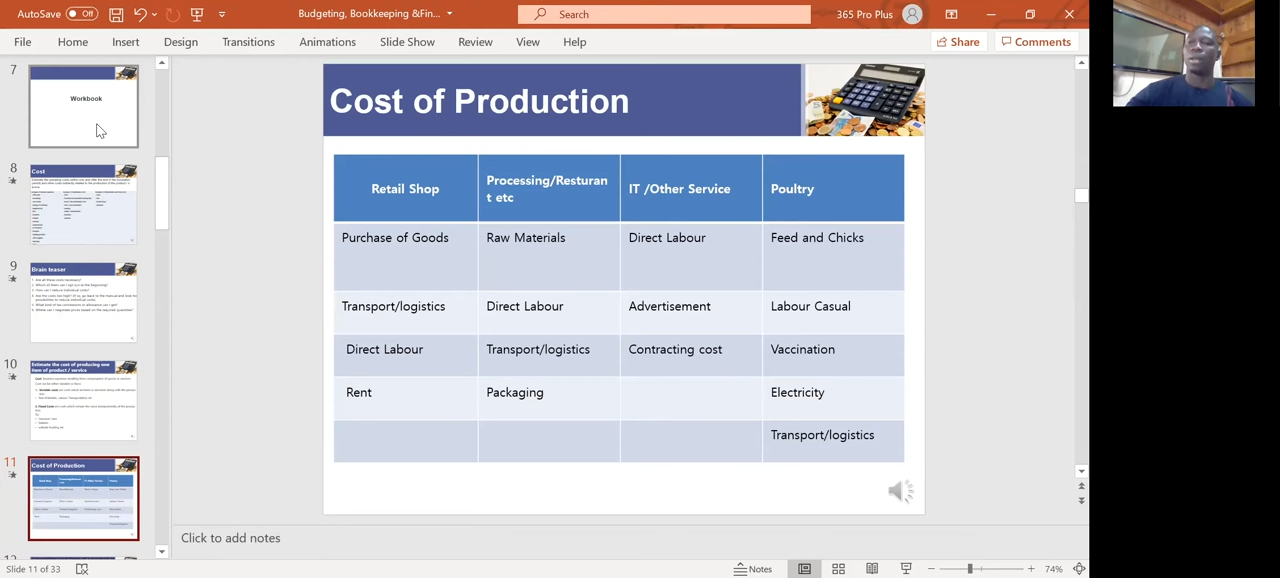 AutoSave Off Budgeting, Bookkeeping &Fin... Search 365 Pro Plus
File Home Insert Design Transitions Animations Slide Show Review View Help Share Comments
7
Workbook
8
Cost
9
Brain teaser
10
Estimate the cost of producing one
item of product / service
11
Cost of Production
12
Cost of Production
Retail Shop Processing/Resturan IT /Other Service Poultry
t etc
Purchase of Goods Raw Materials Direct Labour Feed and Chicks
Transport/logistics Direct Labour Advertisement Labour Casual
Direct Labour Transport/logistics Contracting cost Vaccination
Rent Packaging Electricity
Transport/logistics
Click to add notes
Slide 11 of 33 Notes 74%